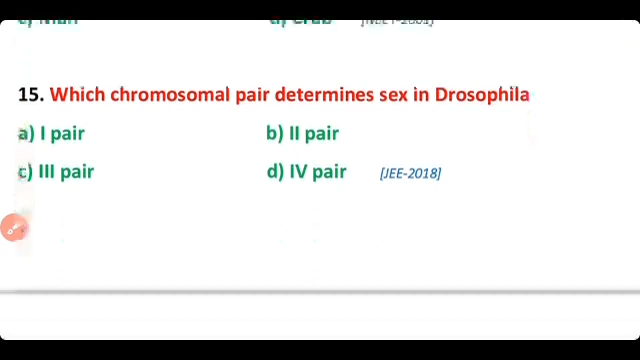 15. Which chromosomal pair determines sex in Drosophila
a) I pair b) II pair
c) III pair d) IV pair [JEE-2018]